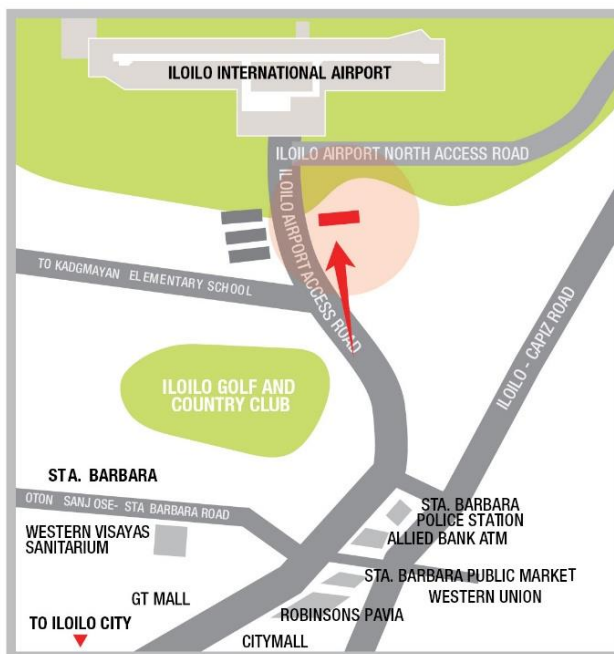 ILOILO INTERNATIONAL AIRPORT
ILOILO AIRPORT NORTH ACCESS ROAD
ILOILO AIRPORT ACCESS ROAD
TO KADGMAYAN ELEMENTARY SCHOOL
ILOILO - CAPIZ ROAD
ILOILO GOLF AND
COUNTRY CLUB
STA. BARBARA
OTON SANJOSE- STA BARBARA ROAD
STA. BARBARA
POLICE STATION
WESTERN VISAYAS
SANITARIUM
ALLIED BANK ATM
STA. BARBARA PUBLIC MARKET
WESTERN UNION
GT MALL
ROBINSONS PAVIA
TO ILOILO CITY
CITYMALL